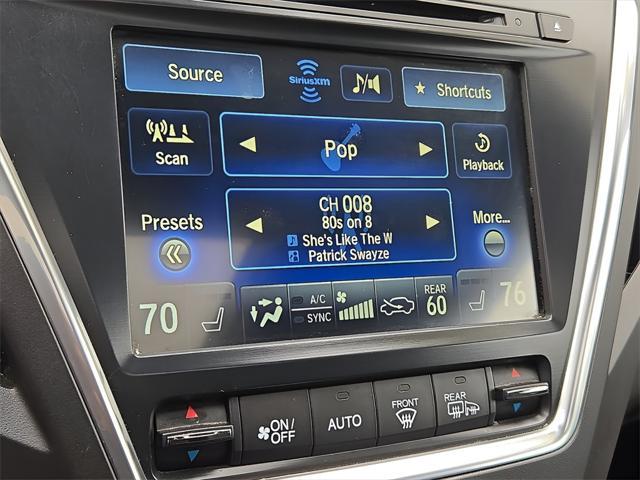 Source
SiriusXM
★ Shortcuts
Scan
Pop
Playback
Presets
CH 008
80s on 8
She's Like The W
Patrick Swayze
More...
70
A/C
SYNC
REAR
60
76
ON/
OFF
AUTO
FRONT
REAR